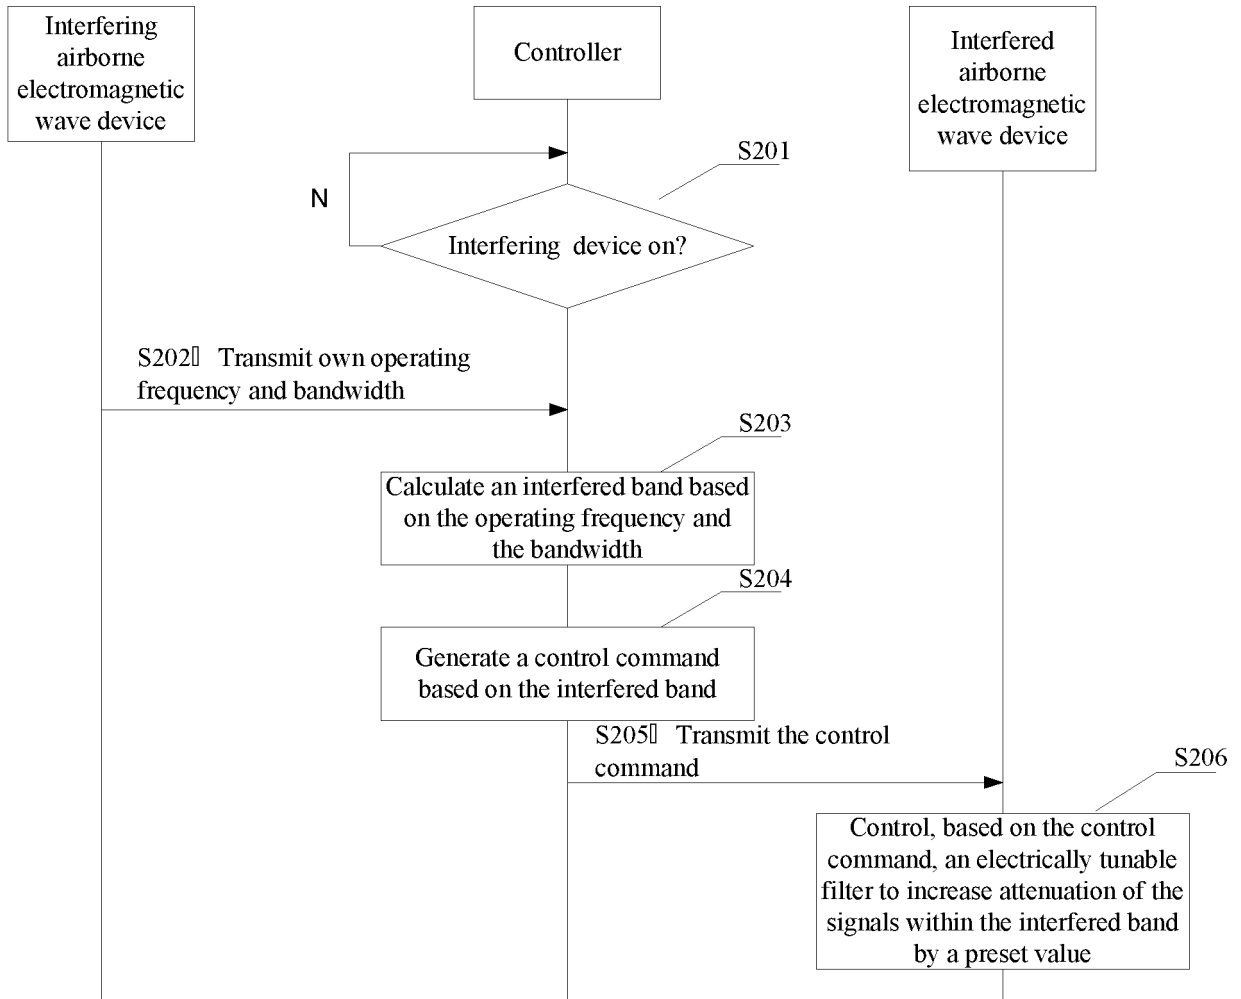 Interfering
airborne
electromagnetic
wave device
Controller
Interfered
airborne
electromagnetic
wave device
S201
N
Interfering device on?
S202▯ Transmit own operating
frequency and bandwidth
S203
Calculate an interfered band based
on the operating frequency and
the bandwidth
S204
Generate a control command
based on the interfered band
S205▯ Transmit the control
command
S206
Control, based on the control
command, an electrically tunable
filter to increase attenuation of the
signals within the interfered band
by a preset value